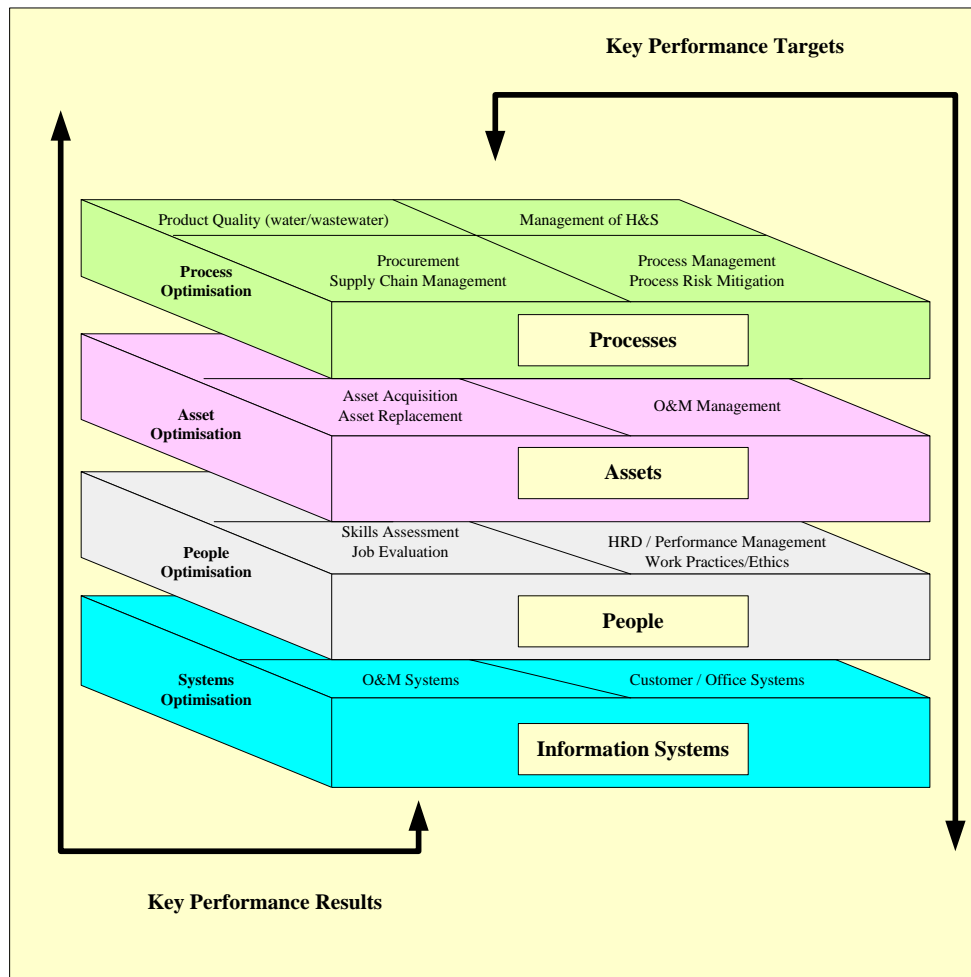 Key Performance Targets
Product Quality (water/wastewater)
Management of H&S
Procurement
Supply Chain Management
Process Management
Process Risk Mitigation
Process
Optimisation
Processes
Asset Acquisition
Asset Replacement
O&M Management
Asset
Optimisation
Assets
Skills Assessment
Job Evaluation
HRD / Performance Management
Work Practices/Ethics
People
Optimisation
People
O&M Systems
Customer / Office Systems
Systems
Optimisation
Information Systems
Key Performance Results